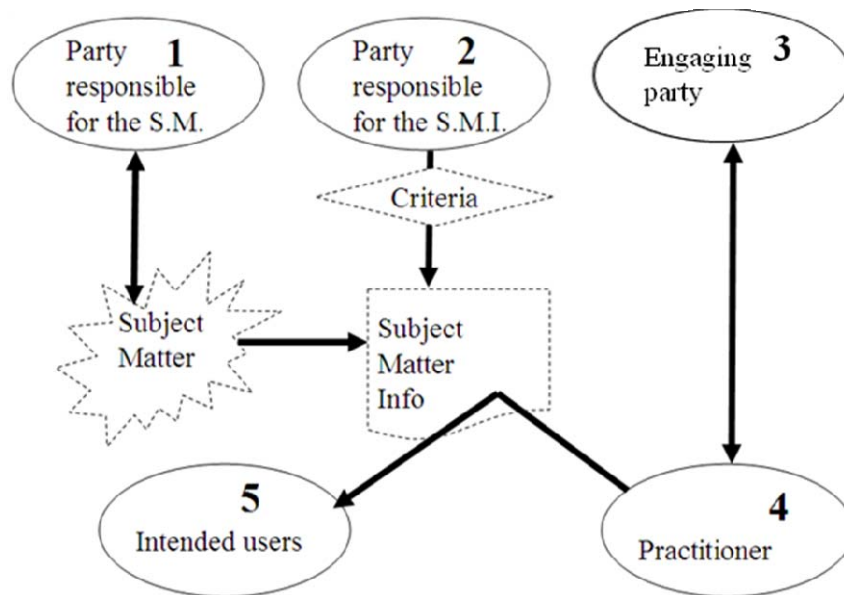 Party 1
responsible
for the S.M.
Party 2
responsible
for the S.M.I.
Engaging 3
party
Criteria
Subject
Matter
Subject
Matter
Info
5
Intended users
4
Practitioner